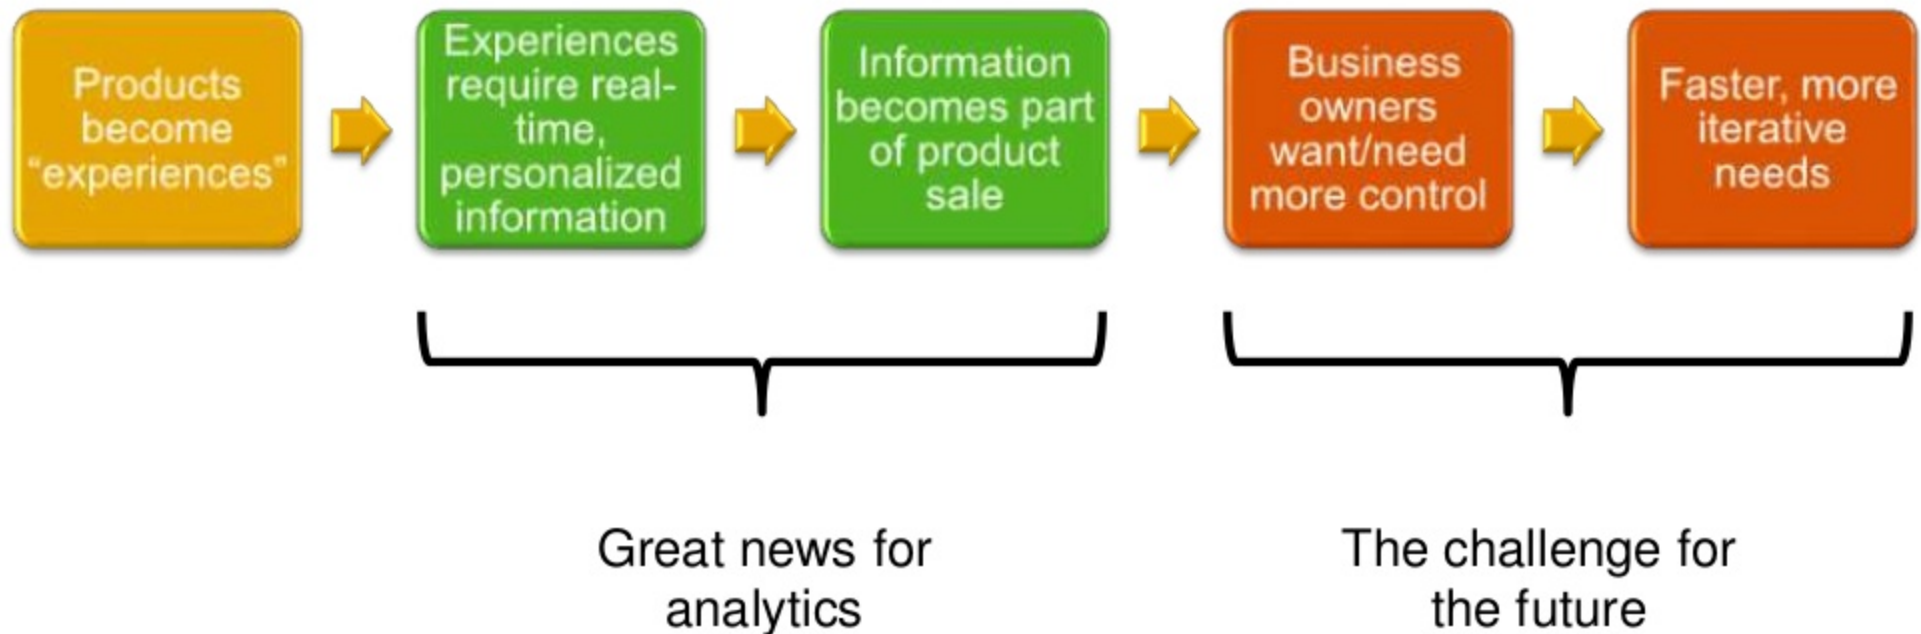 Products
become
“experiences”
Experiences
require real-
time,
personalized
information
Information
becomes part
of product
sale
Business
owners
want/need
more control
Faster, more
iterative
needs
Great news for
analytics
The challenge for
the future